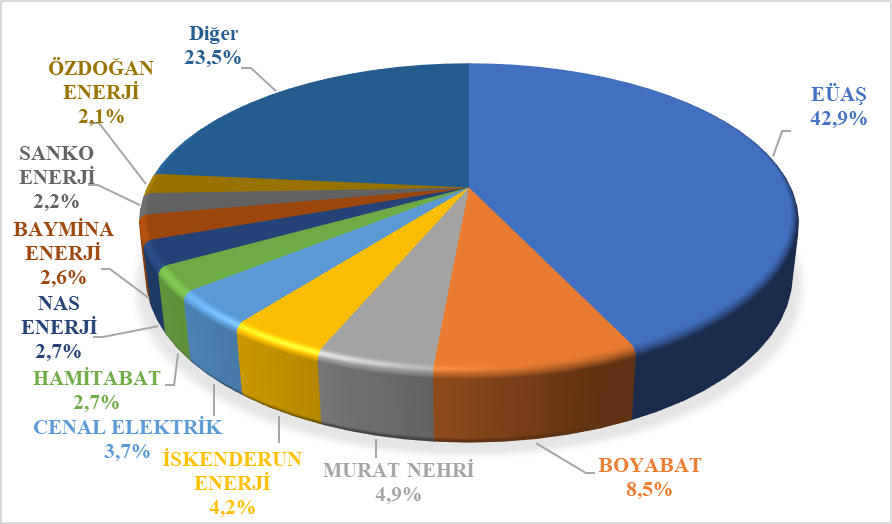 Diğer
23,5%
EÜAŞ
42,9%
ÖZDOĞAN
ENERJİ
2,1%
SANKO
ENERJİ
2,2%
BAYMİNA
ENERJİ
2,6%
NAS
ENERJİ
2,7%
HAMİTABAT
2,7%
CENAL ELEKTRİK
3,7%
İSKENDERUN
ENERJİ
4,2%
MURAT NEHRİ
4,9%
BOYABAT
8,5%